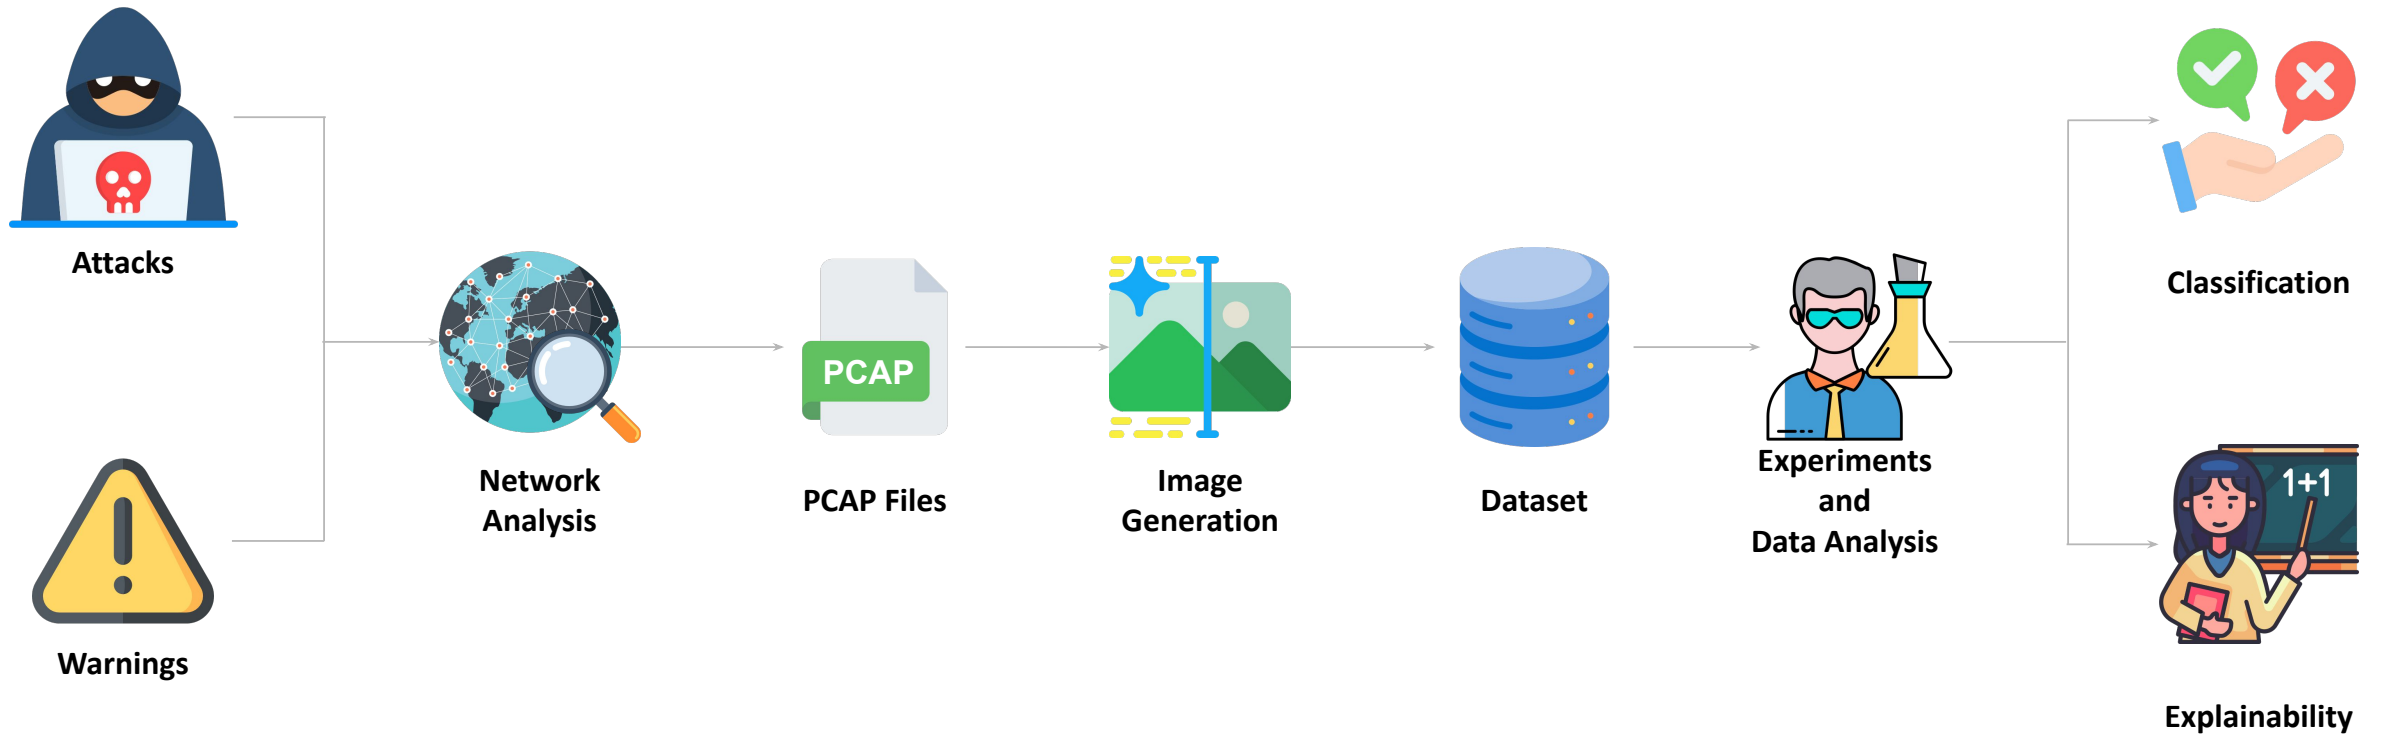 Attacks
Warnings
Network
Analysis
PCAP
PCAP Files
Image
Generation
Dataset
Experiments
and
Data Analysis
Classification
1+1
Explainability